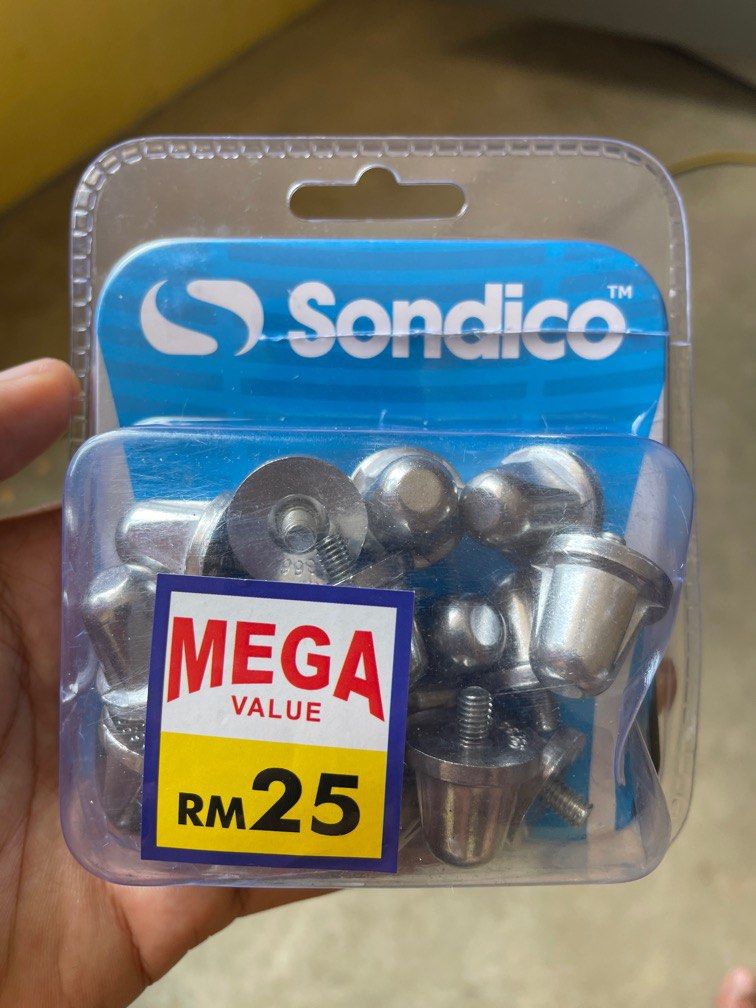 Sondico™
MEGA
VALUE
RM25